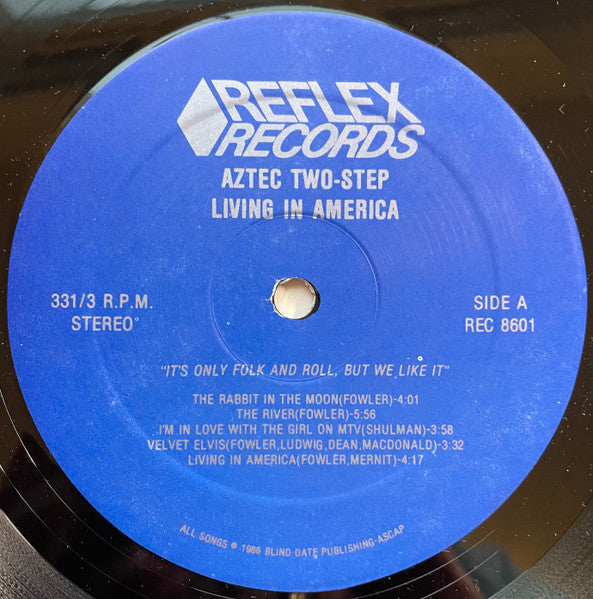 REFLEX
RECORDS
AZTEC TWO-STEP
LIVING IN AMERICA
331/3 R.P.M.
STEREO
SIDE A
REC 8601
"IT'S ONLY FOLK AND ROLL, BUT WE LIKE IT"
THE RABBIT IN THE MOON(FOWLER)-4:01
THE RIVER(FOWLER)-5:56
I'M IN LOVE WITH THE GIRL ON MTV(SHULMAN)-3:58
VELVET ELVIS(FOWLER,LUDWIG,DEAN,MACDONALD)-3:32
LIVING IN AMERICA(FOWLER,MERNIT)-4:17
ALL SONGS © 1986 BLIND DATE PUBLISHING-ASCAP